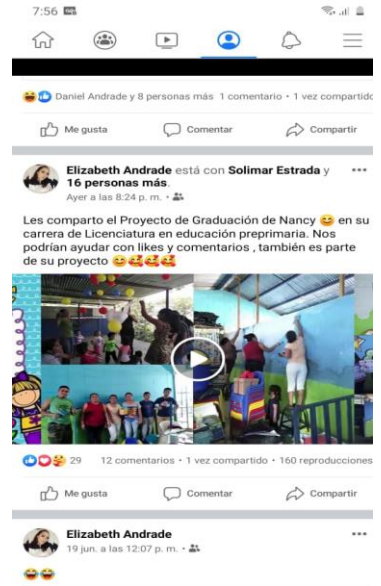 7:56
Daniel Andrade y 8 personas más 1 comentario • 1 vez compartido
Me gusta Comentar Compartir
Elizabeth Andrade está con Solimar Estrada y
16 personas más.
Ayer a las 8:24 p. m. •
Les comparto el Proyecto de Graduación de Nancy 😊 en su
carrera de Licenciatura en educación preprimaria. Nos
podrían ayudar con likes y comentarios , también es parte
de su proyecto 😊🥰🥰🥰
29 12 comentarios • 1 vez compartido • 160 reproducciones
Me gusta Comentar Compartir
Elizabeth Andrade
19 jun. a las 12:07 p. m. •
😂😂